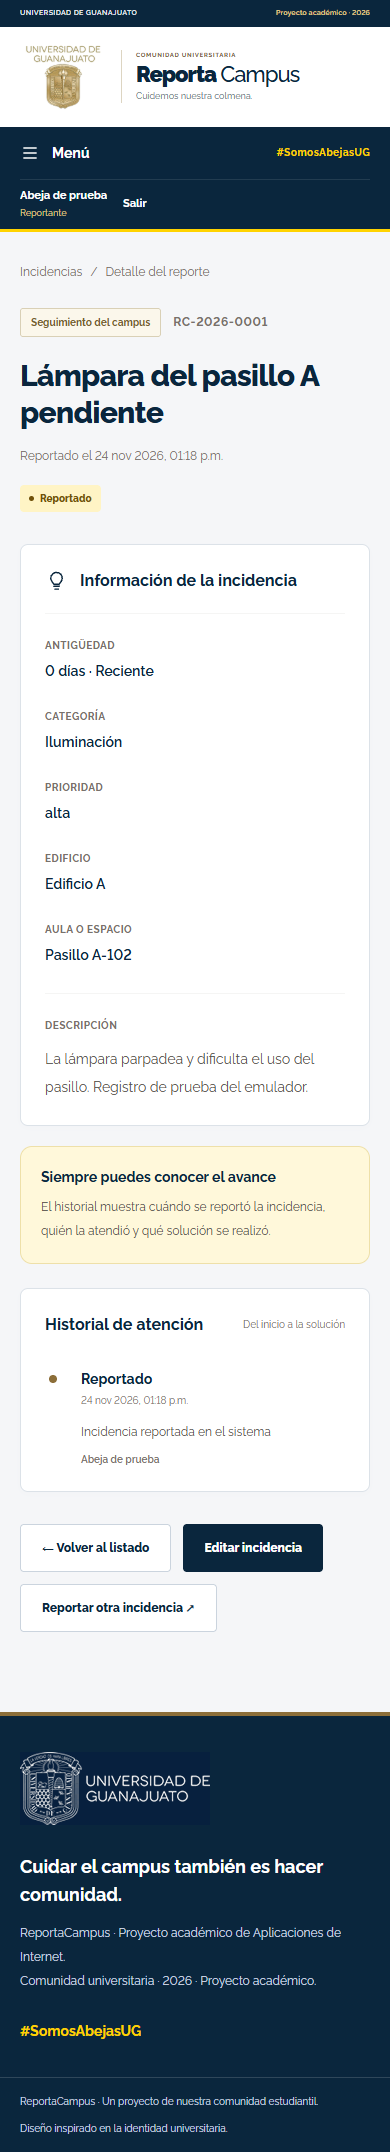 UNIVERSIDAD DE GUANAJUATO
Proyecto académico · 2026
UNIVERSIDAD DE
GUANAJUATO
COMUNIDAD UNIVERSITARIA
Reporta Campus
Cuidemos nuestra colmena.
Menú
#SomosAbejasUG
Abeja de prueba
Reportante
Salir
Incidencias / Detalle del reporte
Seguimiento del campus
RC-2026-0001
Lámpara del pasillo A
pendiente
Reportado el 24 nov 2026, 01:18 p.m.
Reportado
Información de la incidencia
ANTIGÜEDAD
0 días · Reciente
CATEGORÍA
Iluminación
PRIORIDAD
alta
EDIFICIO
Edificio A
AULA O ESPACIO
Pasillo A-102
DESCRIPCIÓN
La lámpara parpadea y dificulta el uso del
pasillo. Registro de prueba del emulador.
Siempre puedes conocer el avance
El historial muestra cuándo se reportó la incidencia,
quién la atendió y qué solución se realizó.
Historial de atención
Del inicio a la solución
Reportado
24 nov 2026, 01:18 p.m.
Incidencia reportada en el sistema
Abeja de prueba
← Volver al listado
Editar incidencia
Reportar otra incidencia ↗
UNIVERSIDAD DE
GUANAJUATO
Cuidar el campus también es hacer
comunidad.
ReportaCampus · Proyecto académico de Aplicaciones de
Internet.
Comunidad universitaria · 2026 · Proyecto académico.
#SomosAbejasUG
ReportaCampus · Un proyecto de nuestra comunidad estudiantil.
Diseño inspirado en la identidad universitaria.